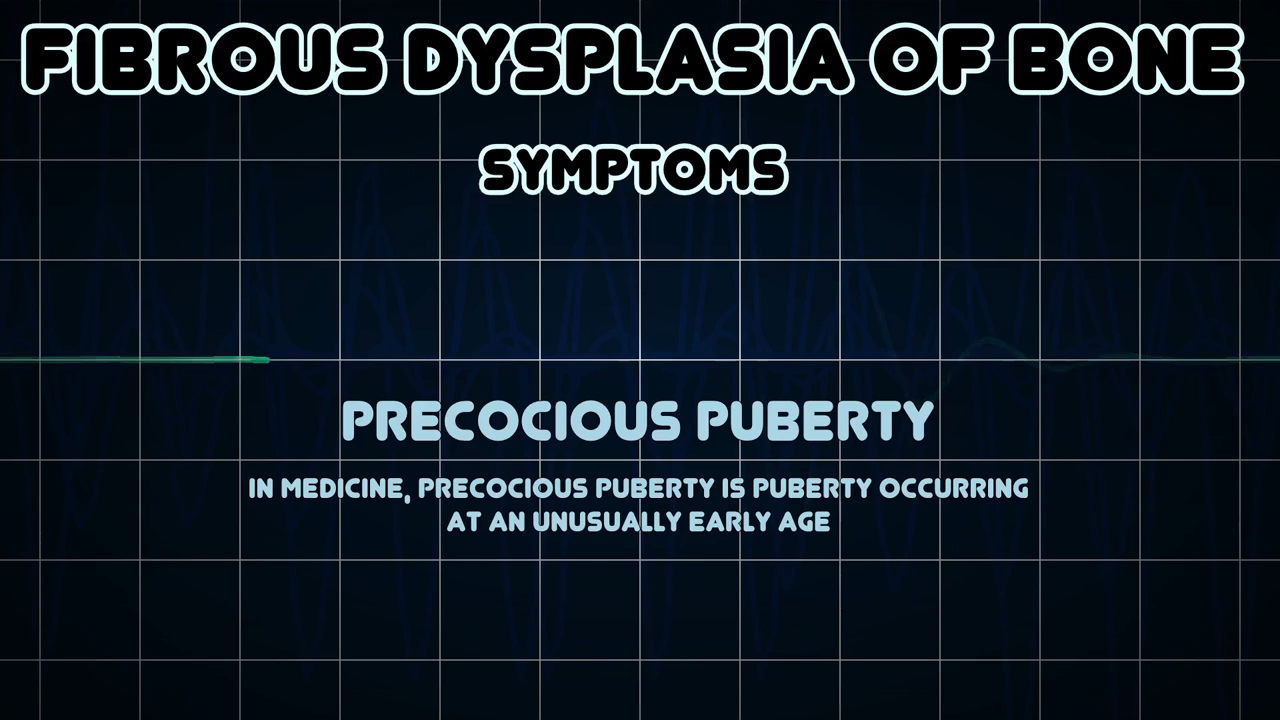 FIBROUS DYSPLASIA OF BONE
SYMPTOMS
PRECOCIOUS PUBERTY
IN MEDICINE, PRECOCIOUS PUBERTY IS PUBERTY OCCURRING
AT AN UNUSUALLY EARLY AGE